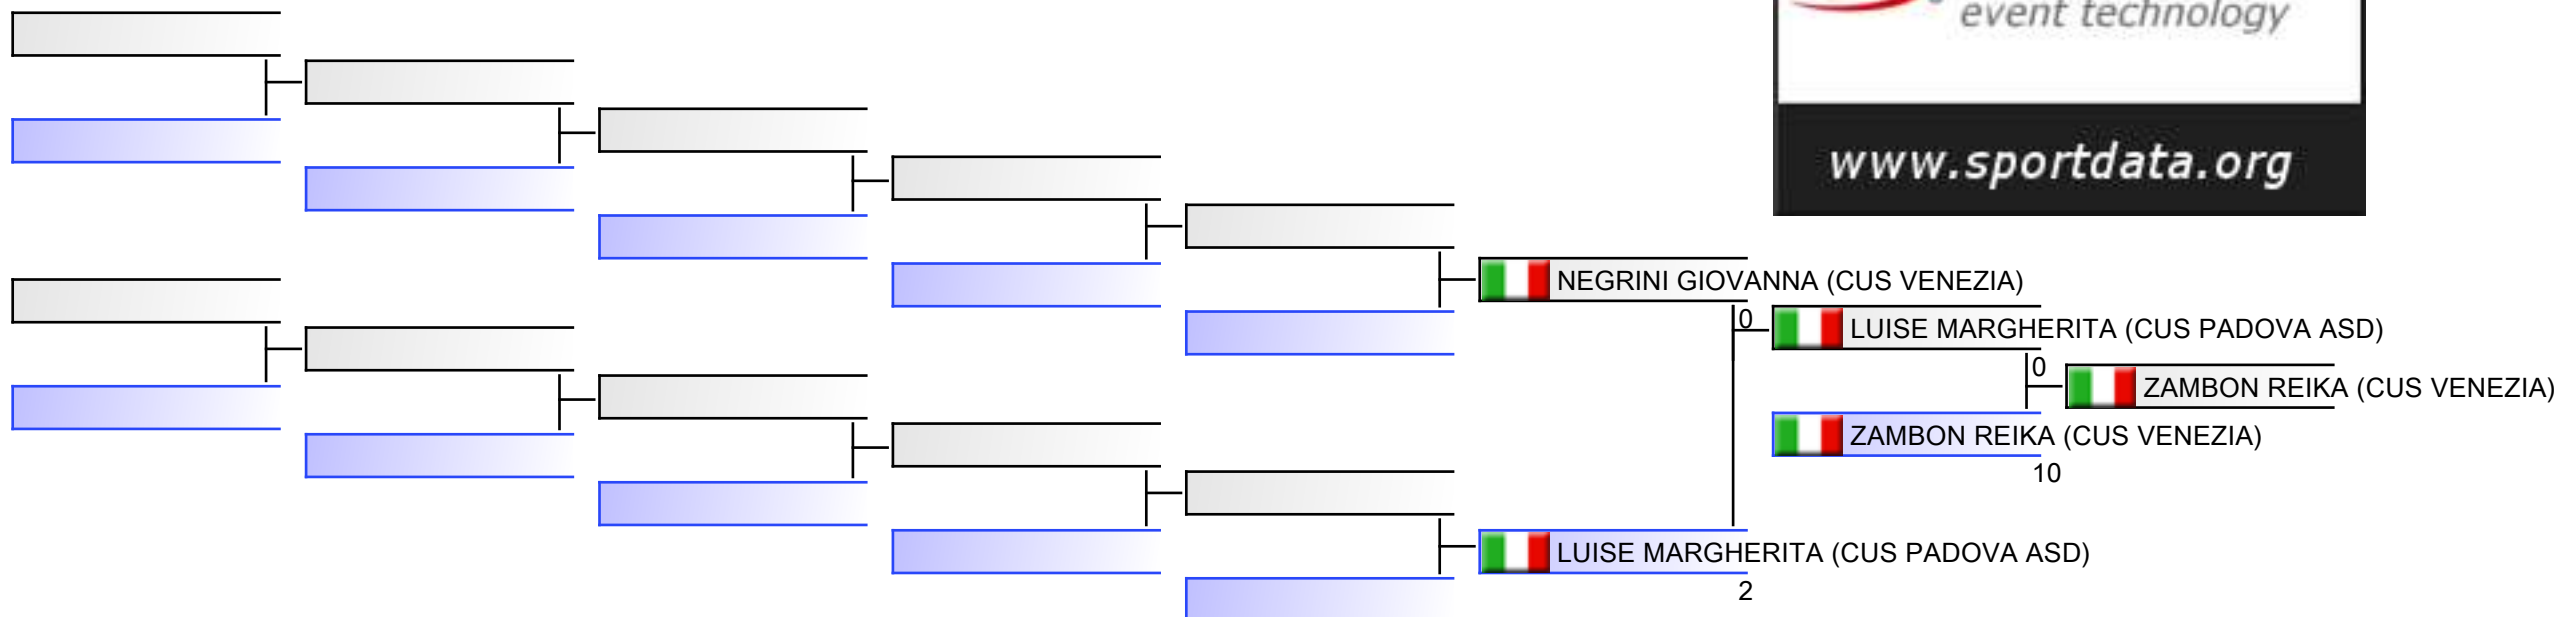 event technology
www.sportdata.org
NEGRINI GIOVANNA (CUS VENEZIA)
0
LUISE MARGHERITA (CUS PADOVA ASD)
0
ZAMBON REIKA (CUS VENEZIA)
ZAMBON REIKA (CUS VENEZIA)
10
LUISE MARGHERITA (CUS PADOVA ASD)
2